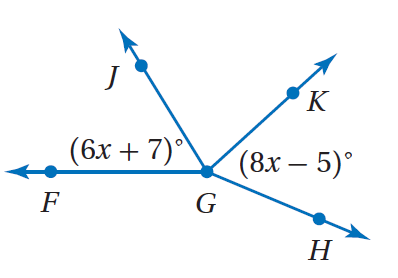 J
K
(6x + 7)°
(8x – 5)°
F
G
H